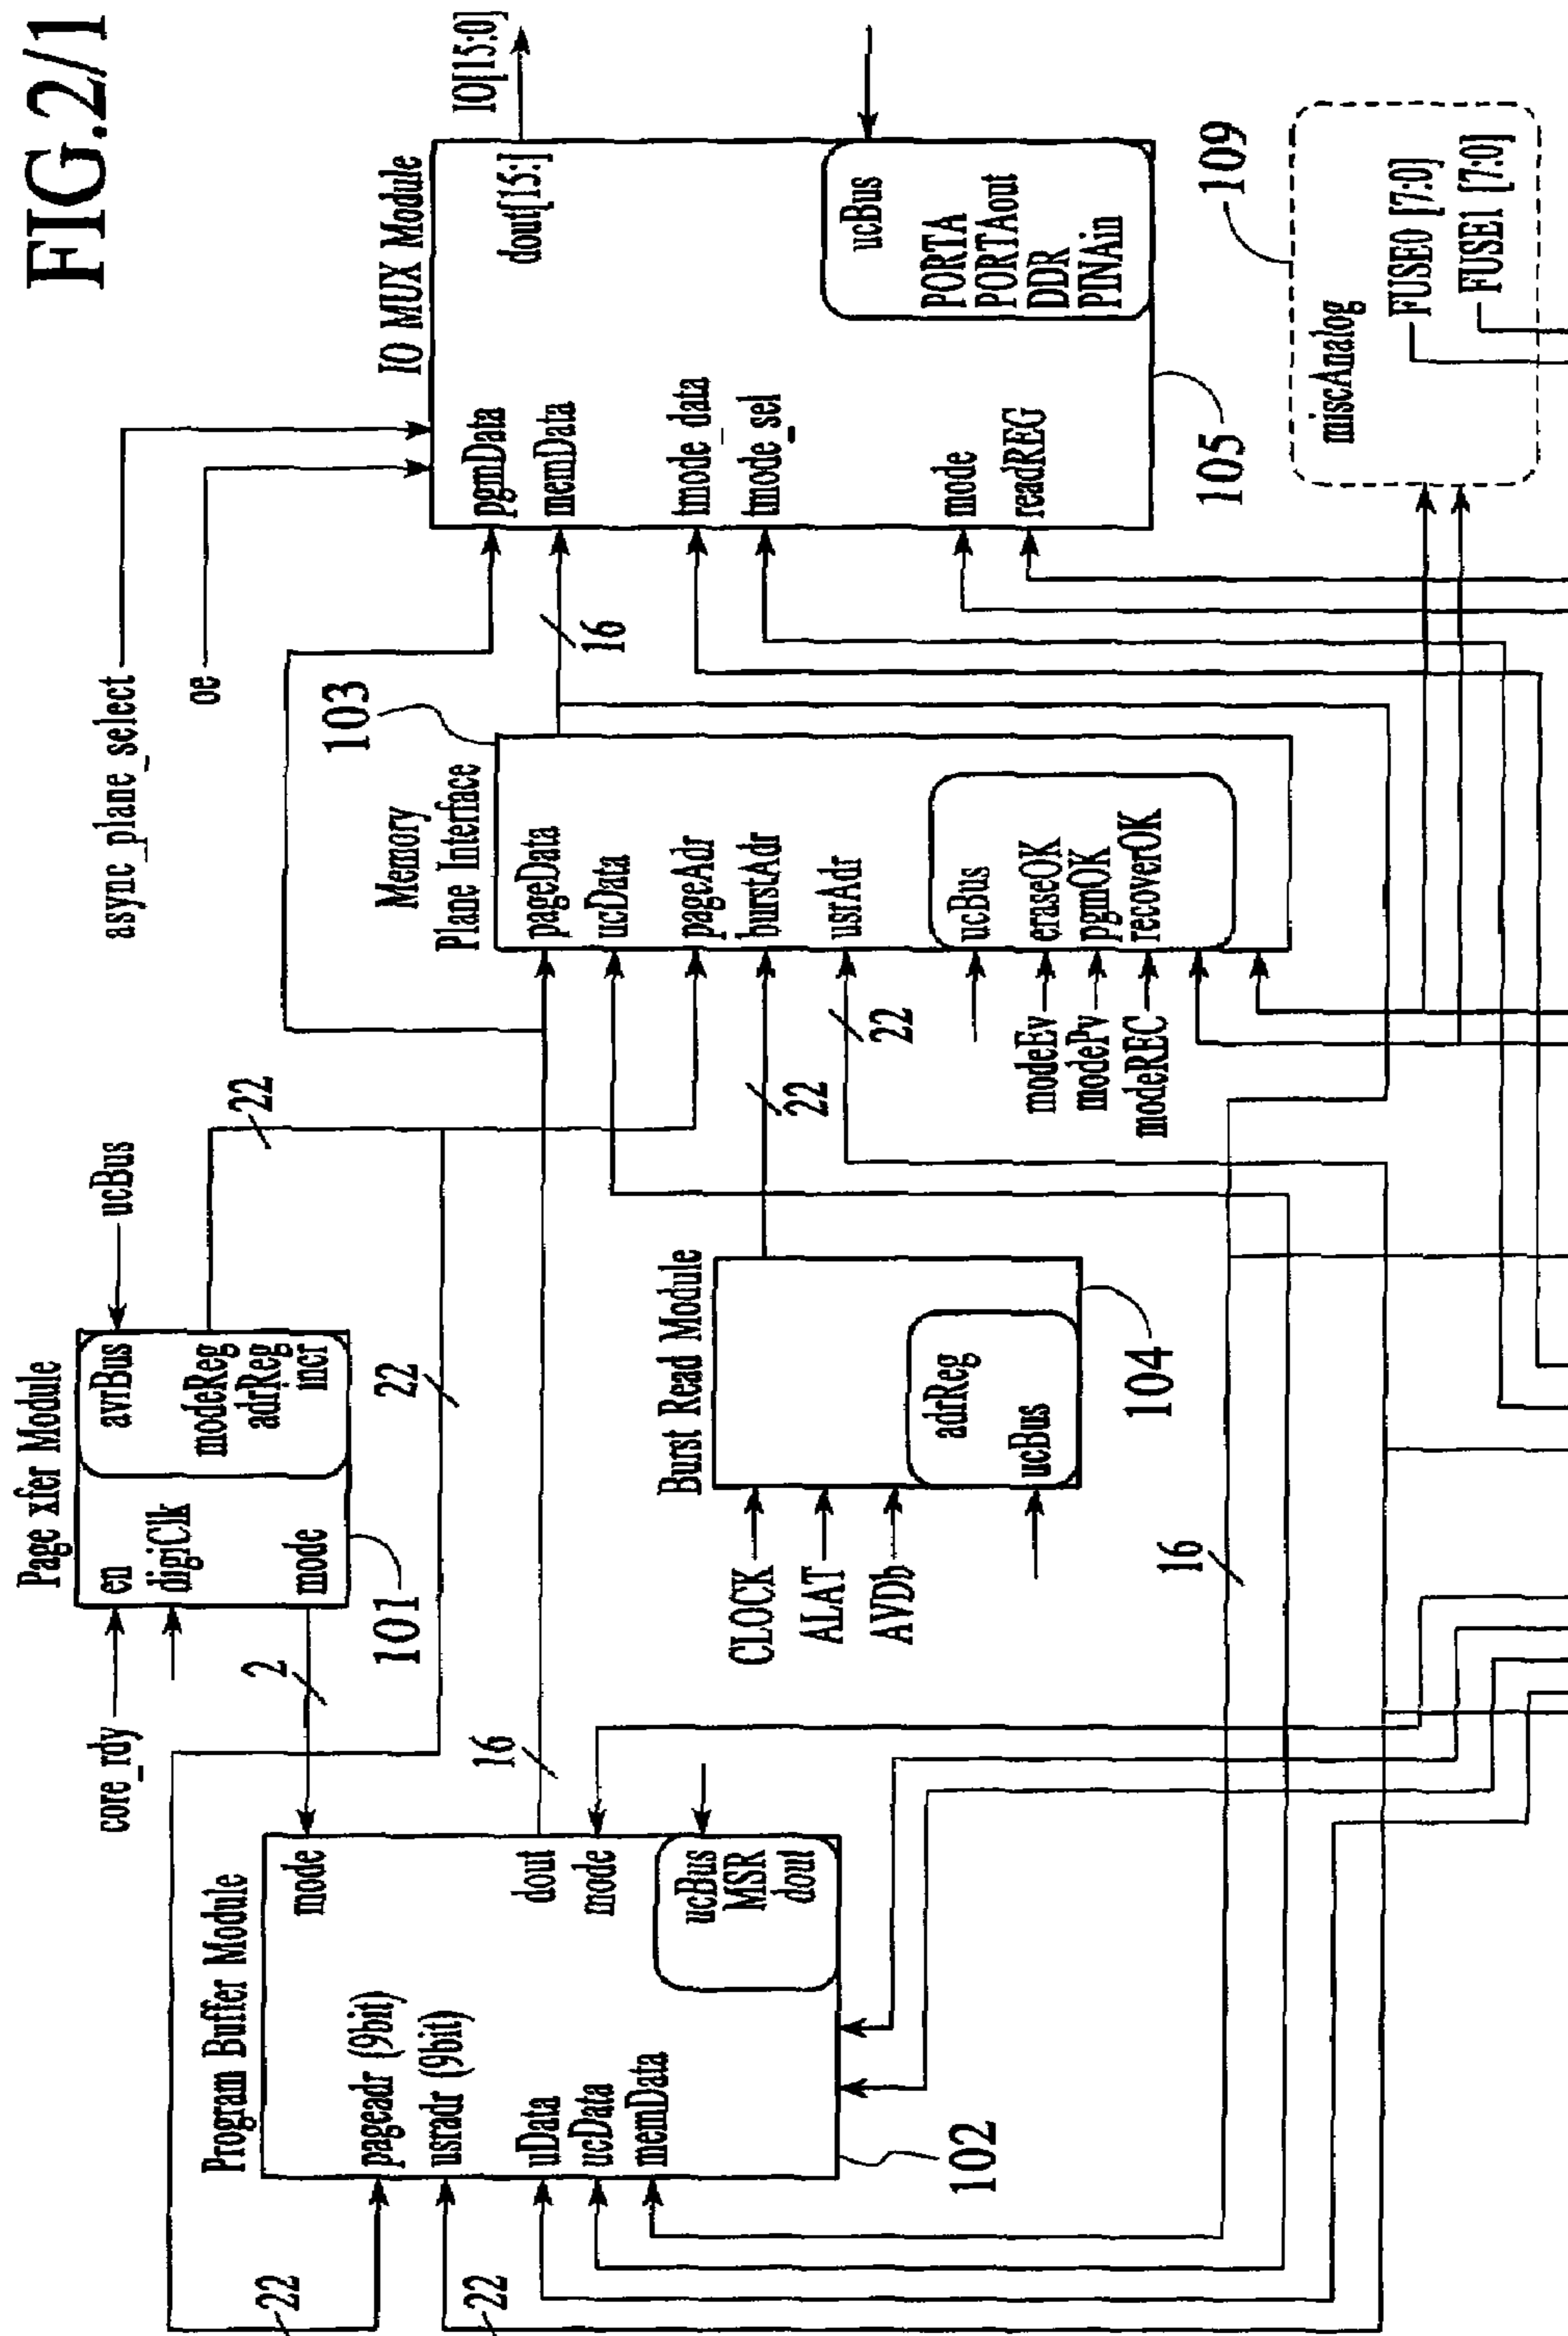 FIG.2/1
async_plane_select
oe
Page xfer Module
core_rdy
en
digiClk
mode
avrBus
modeReg
adrReg
incr
ucBus
101
2
22
22
22
22
Program Buffer Module
pageadr (9bit)
usradr (9bit)
uData
ucData
memData
mode
dout
mode
ucBus
MSR
dout
102
16
Burst Read Module
CLOCK
ALAT
AVDb
adrReg
ucBus
104
22
22
16
Memory
Plane Interface
pageData
ucData
pageAdr
burstAdr
usrAdr
ucBus
eraseOK
pgmOK
recoverOK
modeEv
modePv
modeREC
103
16
IO MUX Module
pgmData
memData
tmode_data
tmode_sel
mode
readREG
dout[15:]
IO[15:0]
ucBus
PORTA
PORTAout
DDR
PINAin
105
miscAnalog
FUSE0 [7:0]
FUSE1 [7:0]
109